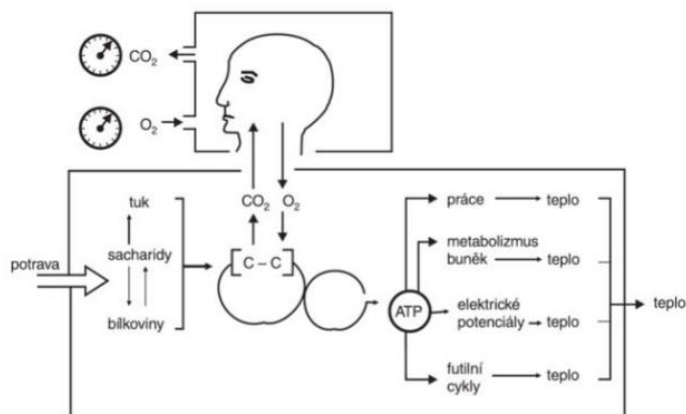 CO₂
O₂
CO₂ O₂
potrava
tuk
sacharidy
bílkoviny
C – C
ATP
práce
teplo
metabolizmus
buněk
teplo
elektrické
potenciály
teplo
futilní
cykly
teplo
teplo